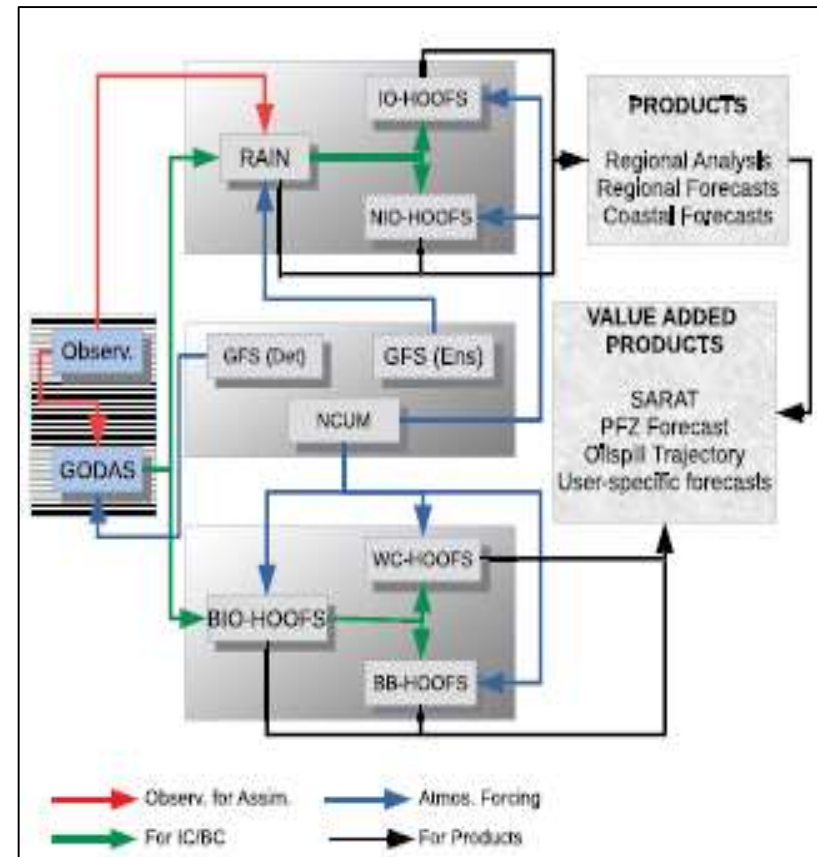 IO-HOOFS
RAIN
NIO-HOOFS
PRODUCTS
Regional Analysis
Regional Forecasts
Coastal Forecasts
Observ.
GODAS
GFS (Det)
GFS (Ens)
NCUM
VALUE ADDED
PRODUCTS
SARAT
PFZ Forecast
Oilspill Trajectory
User-specific forecasts
WC-HOOFS
BIO-HOOFS
BB-HOOFS
Observ. for Assim.
Atmos. Forcing
For IC/BC
For Products